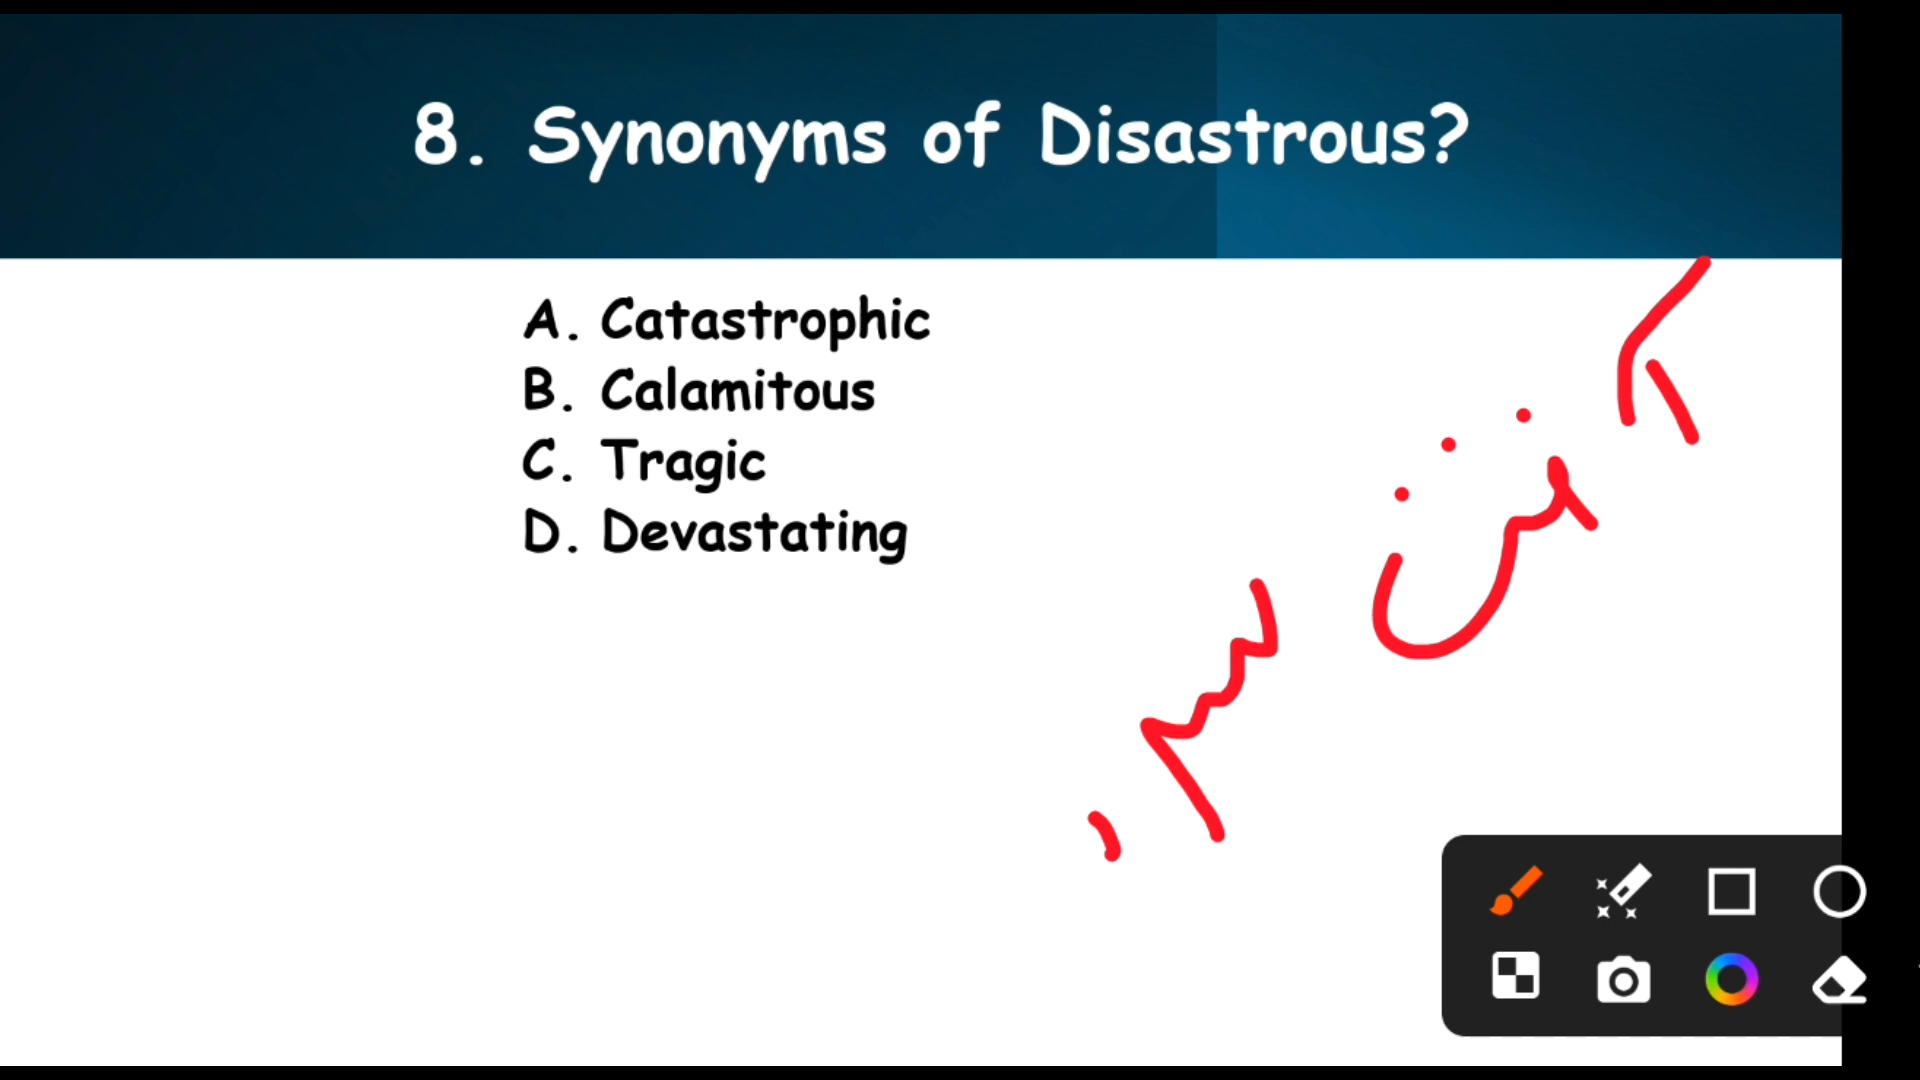 8. Synonyms of Disastrous?
A. Catastrophic
B. Calamitous
C. Tragic
D. Devastating